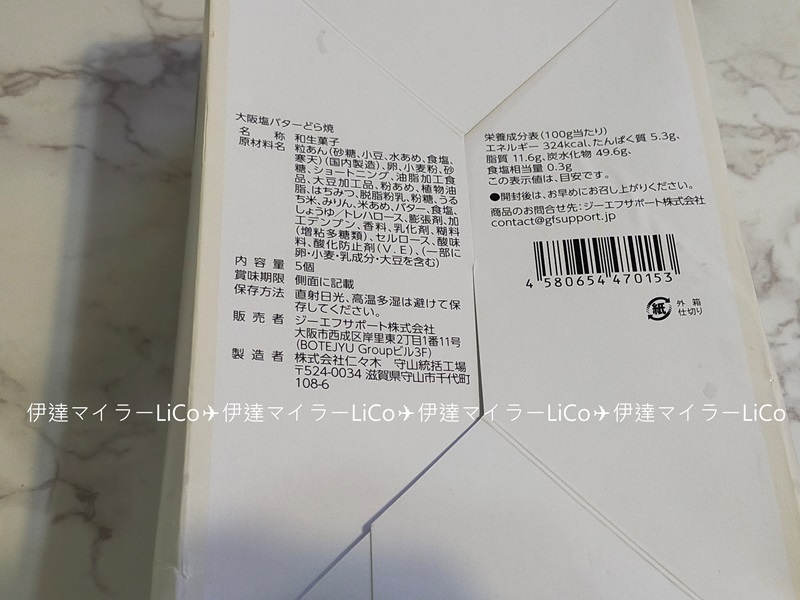 大阪塩バターどら焼
名称 和生菓子
原材料名 粒あん(砂糖、小豆、水あめ、食塩、
寒天)(国内製造)、卵、小麦粉、砂
糖、ショートニング、油脂加工食
品、大豆加工品、粉あめ、植物油
脂、はちみつ、脱脂粉乳、粉糖、うる
ち米、みりん、米あめ、バター、食塩、
しょうゆ/トレハロース、膨張剤、加
工デンプン、香料、乳化剤、糊料
(増粘多糖類)、セルロース、酸味
料、酸化防止剤(V.E)、(一部に
卵・小麦・乳成分・大豆を含む)
内容量 5個
賞味期限 側面に記載
保存方法 直射日光、高温多湿は避けて保
存してください。
販売者 ジーエフサポート株式会社
大阪市西成区岸里東2丁目1番11号
(BOTEJYU Groupビル3F)
製造者 株式会社仁々木 守山統括工場
〒524-0034 滋賀県守山市千代町
108-6
栄養成分表(100g当たり)
エネルギー 324kcal、たんぱく質 5.3g、
脂質 11.6g、炭水化物 49.6g、
食塩相当量 0.3g
この表示値は、目安です。
●開封後は、お早めにお召し上がりください。
商品のお問合せ先:ジーエフサポート株式会社
contact@gfsupport.jp
4 580654 470153
紙 外箱
仕切り
伊達マイラーLiCo✈伊達マイラーLiCo✈伊達マイラーLiCo✈伊達マイラーLiCo